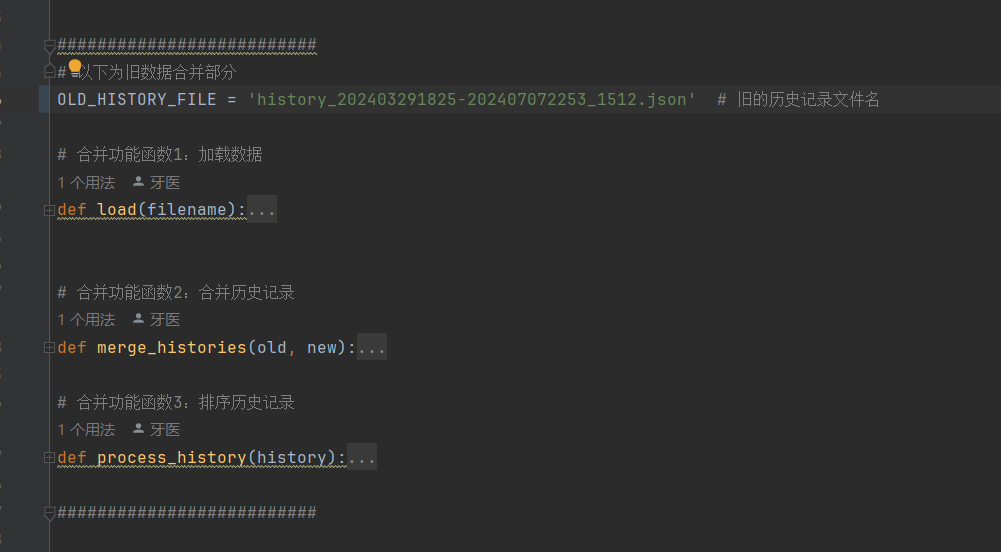 ##########################
# 以下为旧数据合并部分
OLD_HISTORY_FILE = 'history_202403291825-202407072253_1512.json'  # 旧的历史记录文件名
# 合并功能函数1：加载数据
1 个用法 牙医
def load(filename):...
# 合并功能函数2：合并历史记录
1 个用法 牙医
def merge_histories(old, new):...
# 合并功能函数3：排序历史记录
1 个用法 牙医
def process_history(history):...
##########################